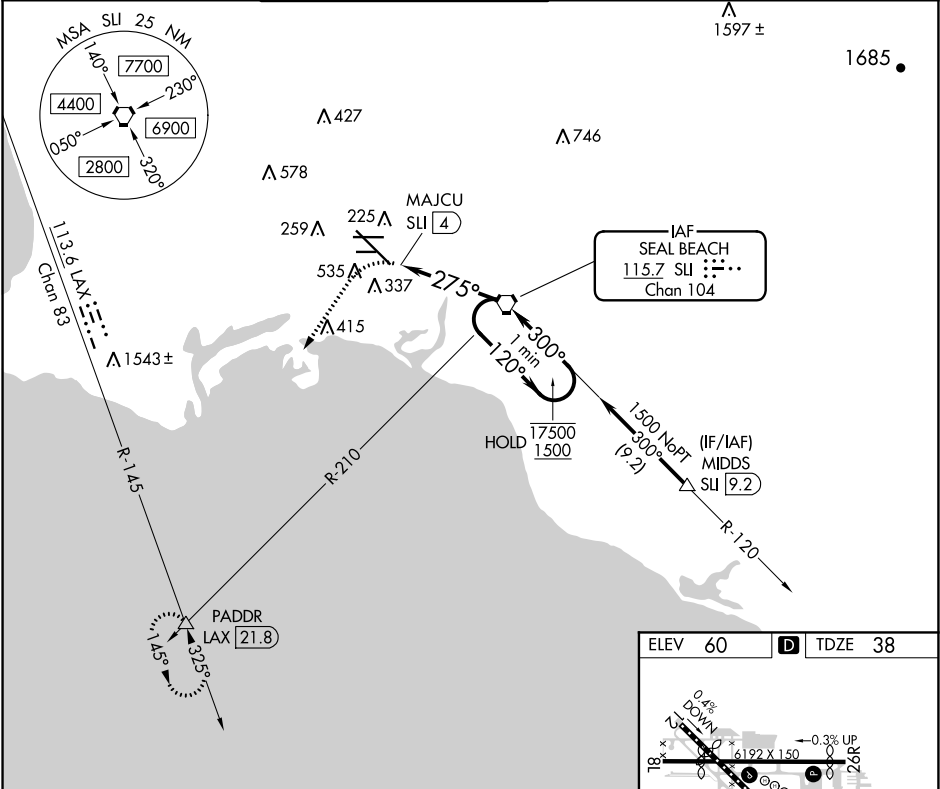 MSA SLI 25 NM
140°
7700
230°
4400
6900
050°
2800
320°
1597 ±
1685
427
746
578
MAJCU
SLI 4
259
225
IAF
SEAL BEACH
115.7 SLI
Chan 104
535
337
275°
113.6 LAX
Chan 83
415
300°
1 min
120°
1543 ±
HOLD 17500
1500
1500 NoPT
300°
(9.2)
(IF/IAF)
MIDDS
SLI 9.2
R-145
R-210
R-120
PADDR
LAX 21.8
145°
325°
ELEV 60 D TDZE 38
0.4%
DOWN
12
0.3% UP
6192 X 150
8L
26R
P
P